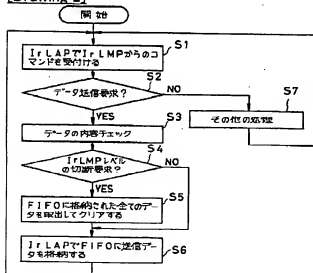 [Drawing 2]
開始
S1
IrLAPでIrLMPからのコ
マンドを受付ける
S2
データ送信要求?
NO
YES
S7
その他の処理
S3
データの内容チェック
S4
IrLMPレベル
の切断要求?
NO
YES
S5
FIFOに格納された全てのデー
タを取出してクリアする
S6
IrLAPでFIFOに送信デー
タを格納する